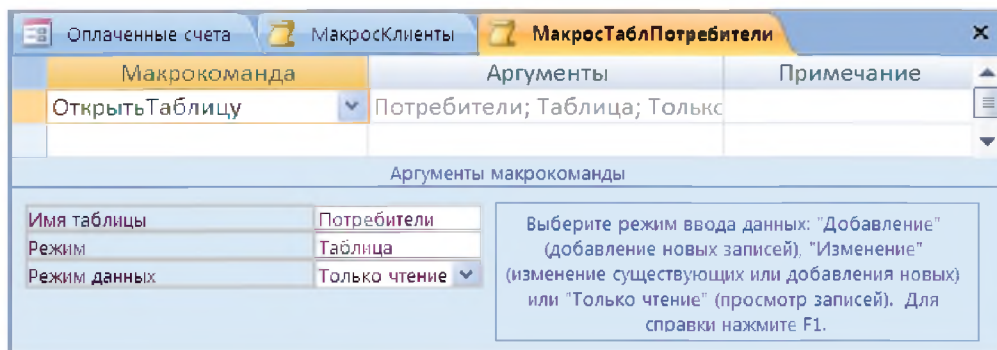 Оплаченные счета МакросКлиенты МакросТаблПотребители
Макрокоманда Аргументы Примечание
ОткрытьТаблицу Потребители; Таблица; Только
Аргументы макрокоманды
Имя таблицы Потребители
Режим Таблица
Режим данных Только чтение
Выберите режим ввода данных: "Добавление"
(добавление новых записей), "Изменение"
(изменение существующих или добавления новых)
или "Только чтение" (просмотр записей). Для
справки нажмите F1.